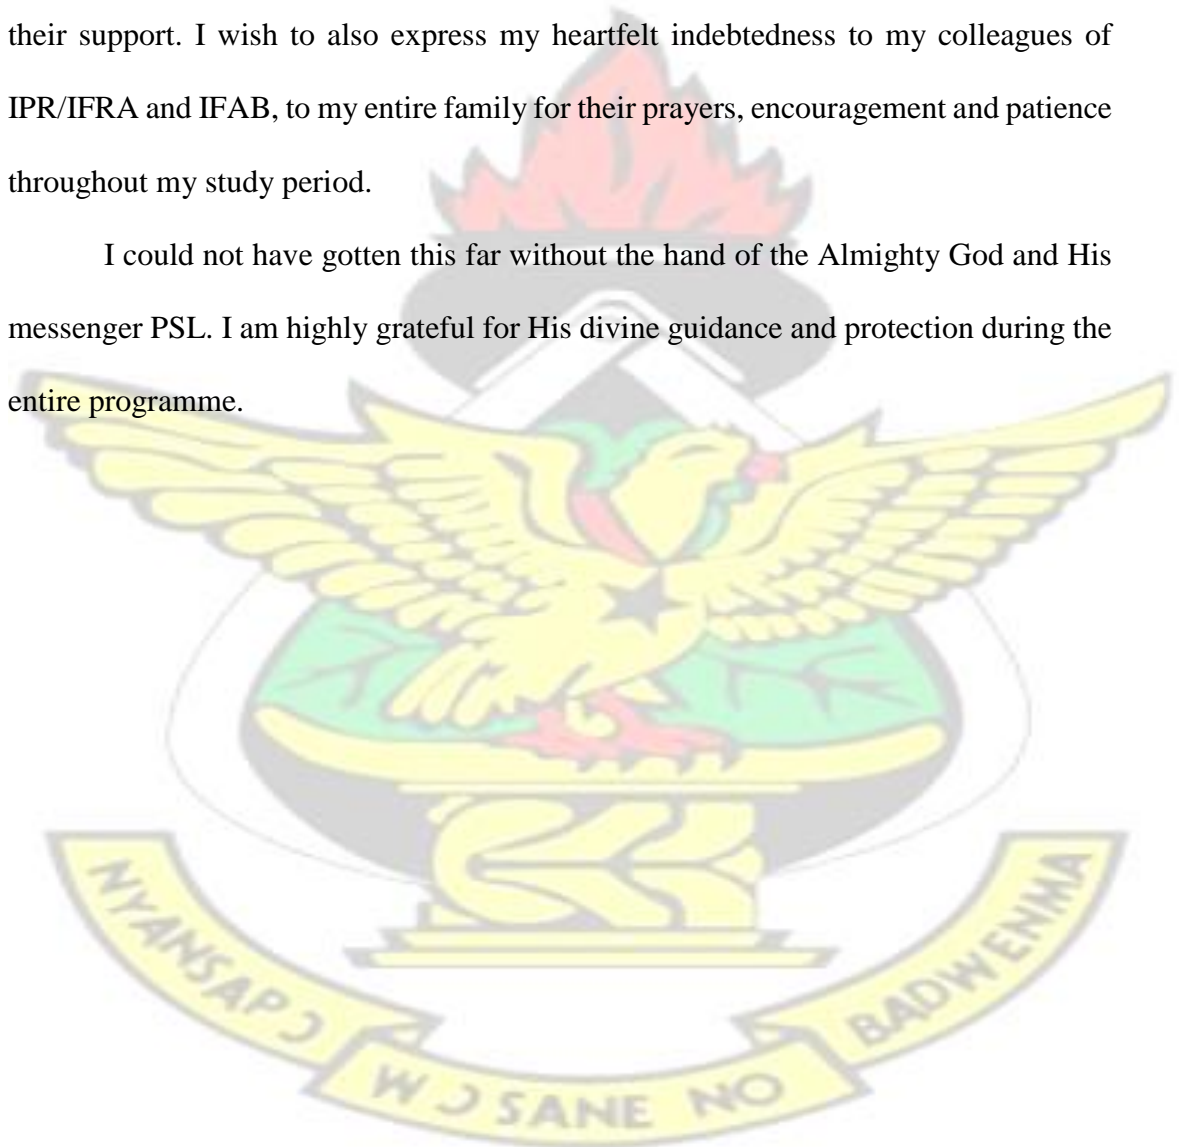 their support. I wish to also express my heartfelt indebtedness to my colleagues of
IPR/IFRA and IFAB, to my entire family for their prayers, encouragement and patience
throughout my study period.
I could not have gotten this far without the hand of the Almighty God and His
messenger PSL. I am highly grateful for His divine guidance and protection during the
entire programme.
NYANSAPƆ
WƆSANE NO
BADWENMA